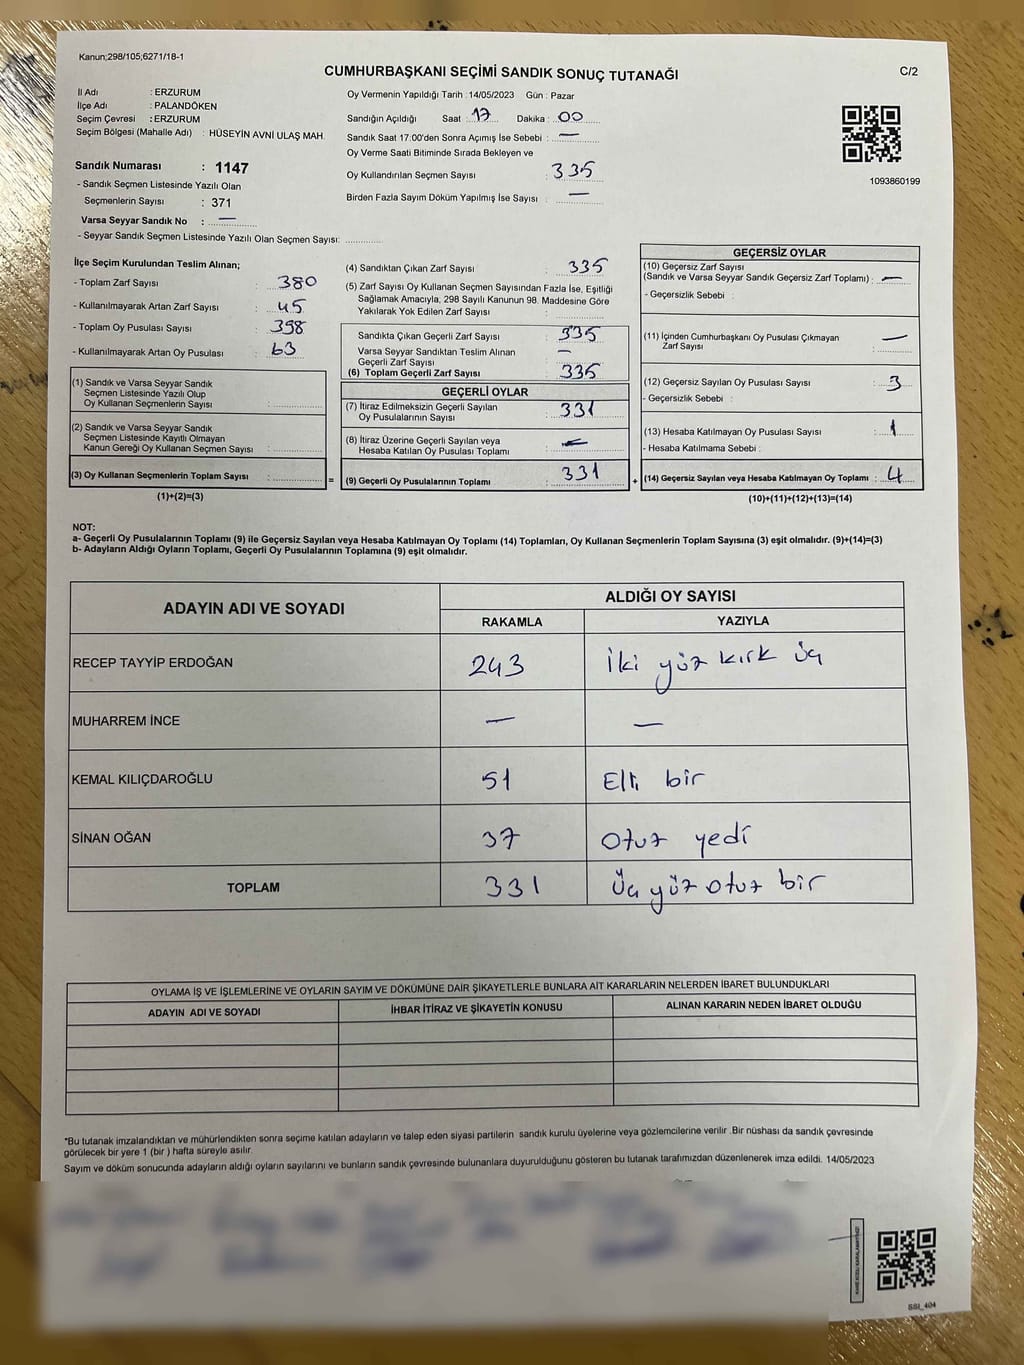 Kanun;298/105;6271/18-1
CUMHURBAŞKANI SEÇİMİ SANDIK SONUÇ TUTANAĞI
C/2
İl Adı : ERZURUM
İlçe Adı : PALANDÖKEN
Seçim Çevresi : ERZURUM
Seçim Bölgesi (Mahalle Adı) : HÜSEYİN AVNİ ULAŞ MAH.
Sandık Numarası : 1147
- Sandık Seçmen Listesinde Yazılı Olan
Seçmenlerin Sayısı : 371
Varsa Seyyar Sandık No : —
- Seyyar Sandık Seçmen Listesinde Yazılı Olan Seçmen Sayısı:
Oy Vermenin Yapıldığı Tarih : 14/05/2023 Gün : Pazar
Sandığın Açıldığı Saat : 17 Dakika : 00
Sandık Saat 17:00'den Sonra Açımış İse Sebebi : —
Oy Verme Saati Bitiminde Sırada Bekleyen ve
Oy Kullandırılan Seçmen Sayısı : 335
Birden Fazla Sayım Döküm Yapılmış İse Sayısı : —
1093860199
İlçe Seçim Kurulundan Teslim Alınan;
- Toplam Zarf Sayısı : 380
- Kullanılmayarak Artan Zarf Sayısı : 45
- Toplam Oy Pusulası Sayısı : 398
- Kullanılmayarak Artan Oy Pusulası : 63
(1) Sandık ve Varsa Seyyar Sandık
Seçmen Listesinde Yazılı Olup
Oy Kullanan Seçmenlerin Sayısı :
(2) Sandık ve Varsa Seyyar Sandık
Seçmen Listesinde Kayıtlı Olmayan
Kanun Gereği Oy Kullanan Seçmen Sayısı :
(3) Oy Kullanan Seçmenlerin Toplam Sayısı :
(1)+(2)=(3)
=
(4) Sandıktan Çıkan Zarf Sayısı : 335
(5) Zarf Sayısı Oy Kullanan Seçmen Sayısından Fazla İse, Eşitliği
Sağlamak Amacıyla, 298 Sayılı Kanunun 98. Maddesine Göre
Yakılarak Yok Edilen Zarf Sayısı :
Sandıkta Çıkan Geçerli Zarf Sayısı : 335
Varsa Seyyar Sandıktan Teslim Alınan
Geçerli Zarf Sayısı : —
(6) Toplam Geçerli Zarf Sayısı : 335
GEÇERLİ OYLAR
(7) İtiraz Edilmeksizin Geçerli Sayılan
Oy Pusulalarının Sayısı : 331
(8) İtiraz Üzerine Geçerli Sayılan veya
Hesaba Katılan Oy Pusulası Toplamı : —
(9) Geçerli Oy Pusulalarının Toplamı : 331
+
GEÇERSİZ OYLAR
(10) Geçersiz Zarf Sayısı
(Sandık ve Varsa Seyyar Sandık Geçersiz Zarf Toplamı) : —
- Geçersizlik Sebebi :
(11) İçinden Cumhurbaşkanı Oy Pusulası Çıkmayan
Zarf Sayısı : —
(12) Geçersiz Sayılan Oy Pusulası Sayısı : 3
- Geçersizlik Sebebi :
(13) Hesaba Katılmayan Oy Pusulası Sayısı : 1
- Hesaba Katılmama Sebebi :
(14) Geçersiz Sayılan veya Hesaba Katılmayan Oy Toplamı : 4
(10)+(11)+(12)+(13)=(14)
NOT:
a- Geçerli Oy Pusulalarının Toplamı (9) ile Geçersiz Sayılan veya Hesaba Katılmayan Oy Toplamı (14) Toplamları, Oy Kullanan Seçmenlerin Toplam Sayısına (3) eşit olmalıdır. (9)+(14)=(3)
b- Adayların Aldığı Oyların Toplamı, Geçerli Oy Pusulalarının Toplamına (9) eşit olmalıdır.
ADAYIN ADI VE SOYADI ALDIĞI OY SAYISI
RAKAMLA YAZIYLA
RECEP TAYYİP ERDOĞAN 243 İki yüz kırk üç
MUHARREM İNCE — —
KEMAL KILIÇDAROĞLU 51 Elli bir
SİNAN OĞAN 37 Otuz yedi
TOPLAM 331 Üç yüz otuz bir
OYLAMA İŞ VE İŞLEMLERİNE VE OYLARIN SAYIM VE DÖKÜMÜNE DAİR ŞİKAYETLERLE BUNLARA AİT KARARLARIN NELERDEN İBARET BULUNDUKLARI
ADAYIN ADI VE SOYADI İHBAR İTİRAZ VE ŞİKAYETİN KONUSU ALINAN KARARIN NEDEN İBARET OLDUĞU
*Bu tutanak imzalandıktan ve mühürlendikten sonra seçime katılan adayların ve talep eden siyasi partilerin sandık kurulu üyelerine veya gözlemcilerine verilir .Bir nüshası da sandık çevresinde
görülecek bir yere 1 (bir ) hafta süreyle asılır.
Sayım ve döküm sonucunda adayların aldığı oyların sayılarını ve bunların sandık çevresinde bulunanlara duyurulduğunu gösteren bu tutanak tarafımızdan düzenlenerek imza edildi. 14/05/2023
SSI_404